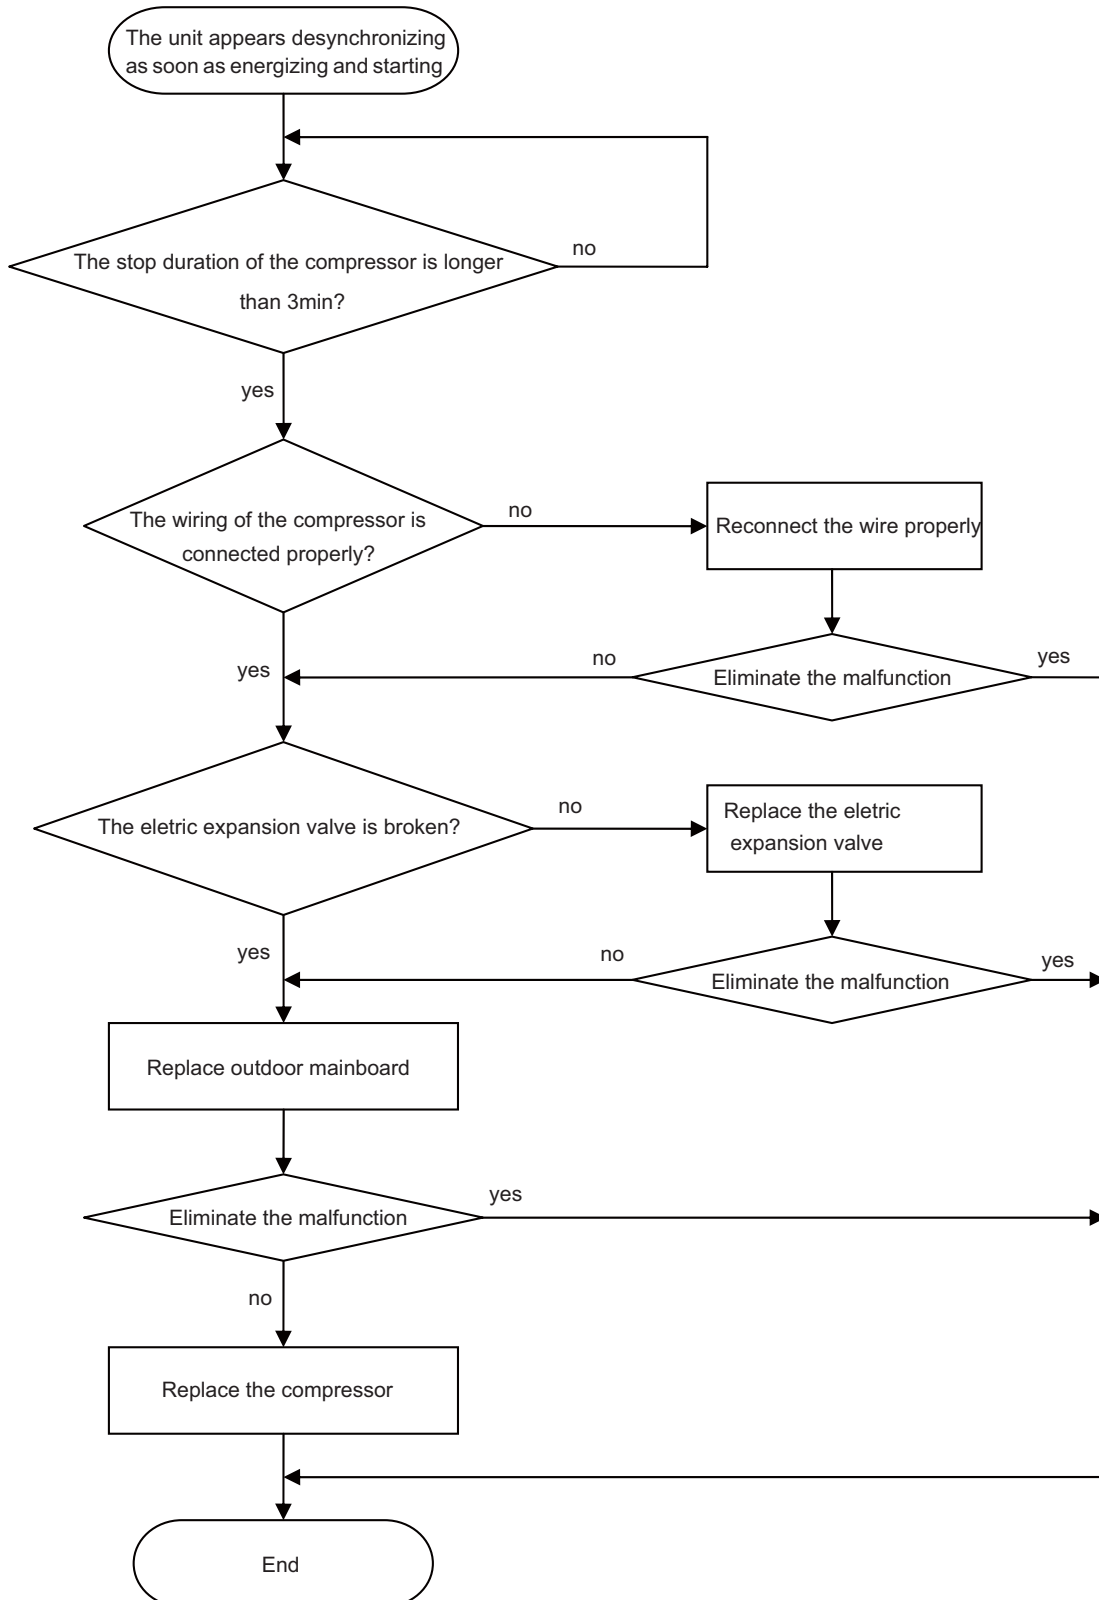 The unit appears desynchronizing
as soon as energizing and starting
The stop duration of the compressor is longer
than 3min?
no
yes
The wiring of the compressor is
connected properly?
no
Reconnect the wire properly
yes
no
Eliminate the malfunction
yes
The eletric expansion valve is broken?
no
Replace the eletric
expansion valve
yes
no
Eliminate the malfunction
yes
Replace outdoor mainboard
Eliminate the malfunction
yes
no
Replace the compressor
End